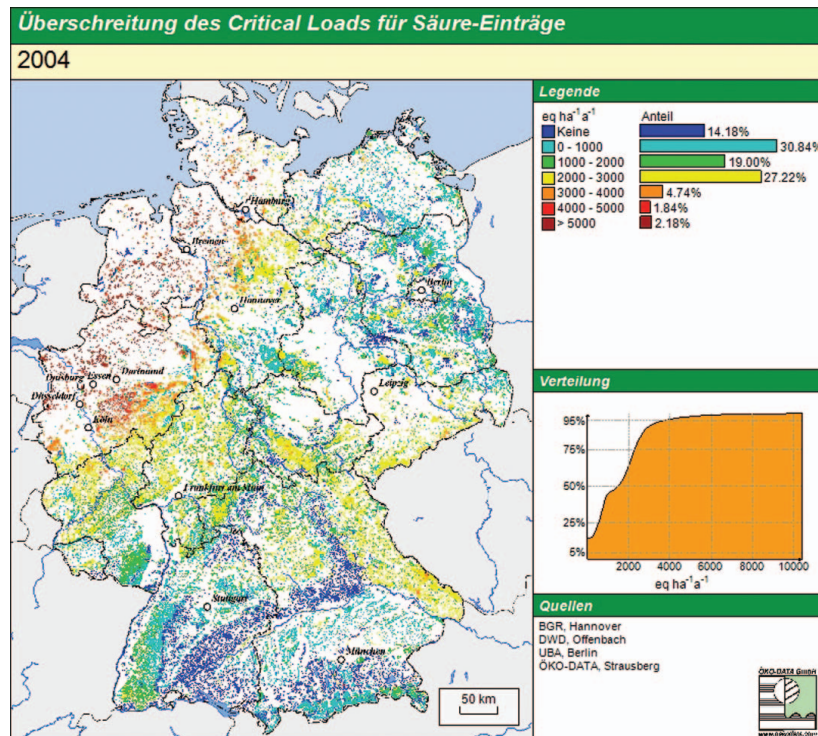 Überschreitung des Critical Loads für Säure-Einträge
2004
Legende
eq ha⁻¹a⁻¹ Anteil
Keine 14.18%
0 - 1000 30.84%
1000 - 2000 19.00%
2000 - 3000 27.22%
3000 - 4000 4.74%
4000 - 5000 1.84%
> 5000 2.18%
Hamburg
Bremen
Berlin
Hannover
Dortmund
Essen
Duisburg
Düsseldorf
Leipzig
Köln
Frankfurt am Main
Stuttgart
München
50 km
Verteilung
95%
75%
50%
25%
6%
2000 4000 6000 8000 10000
eq ha⁻¹a⁻¹
Quellen
BGR, Hannover
DWD, Offenbach
UBA, Berlin
ÖKO-DATA, Strausberg
ÖKO-DATA GmbH